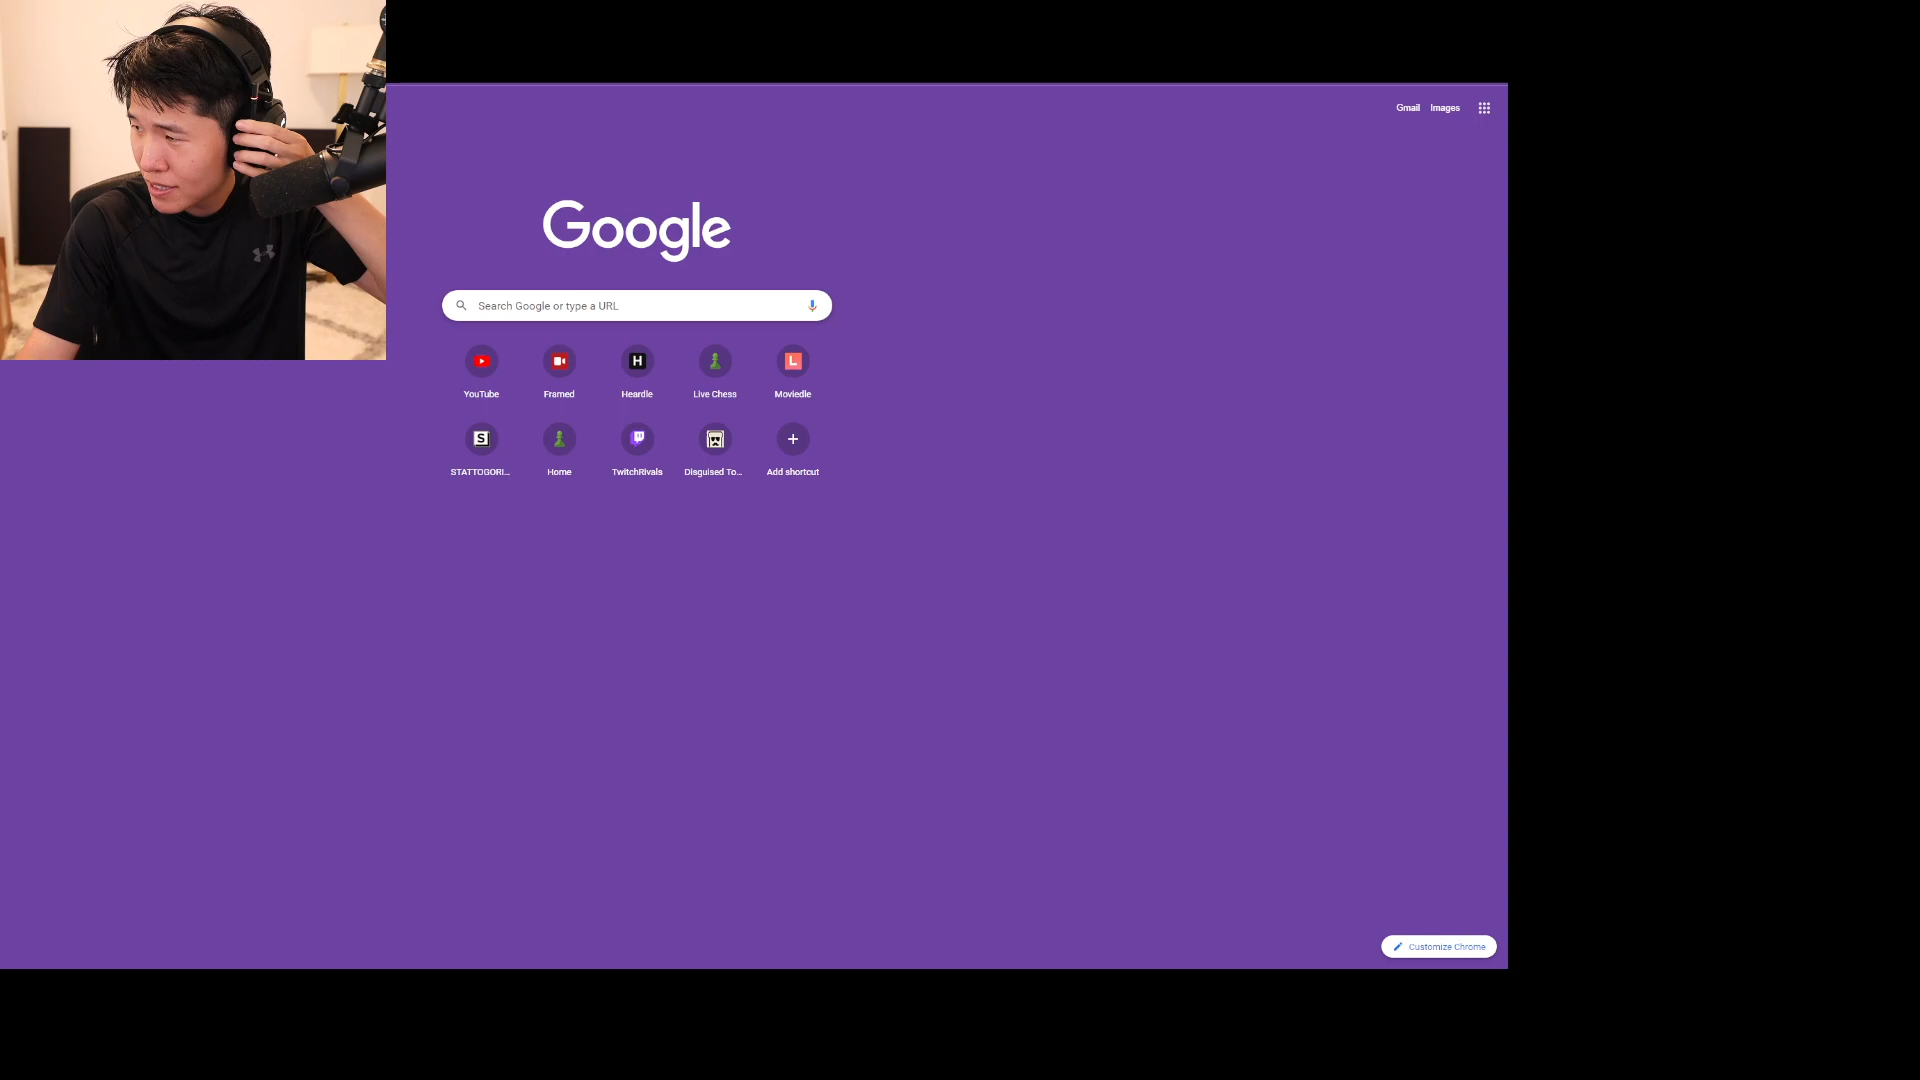 Gmail Images
Google
Search Google or type a URL
H
L
YouTube
Framed
Heardle
Live Chess
Moviedle
S
STATTOGORI...
Home
TwitchRivals
Disguised To...
Add shortcut
Customize Chrome